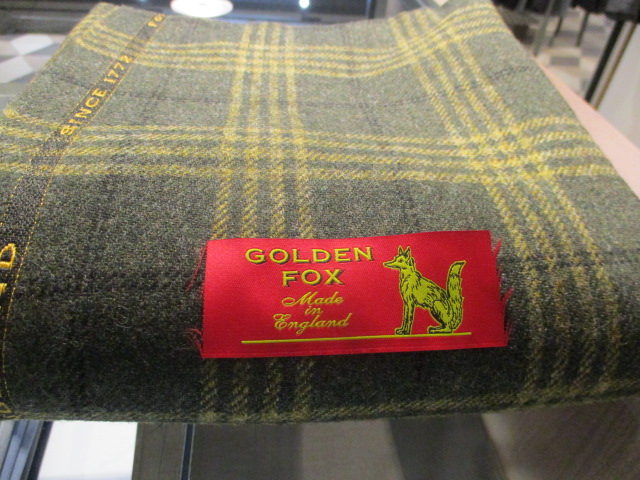 SINCE 1772
GOLDEN
FOX
Made
in
England